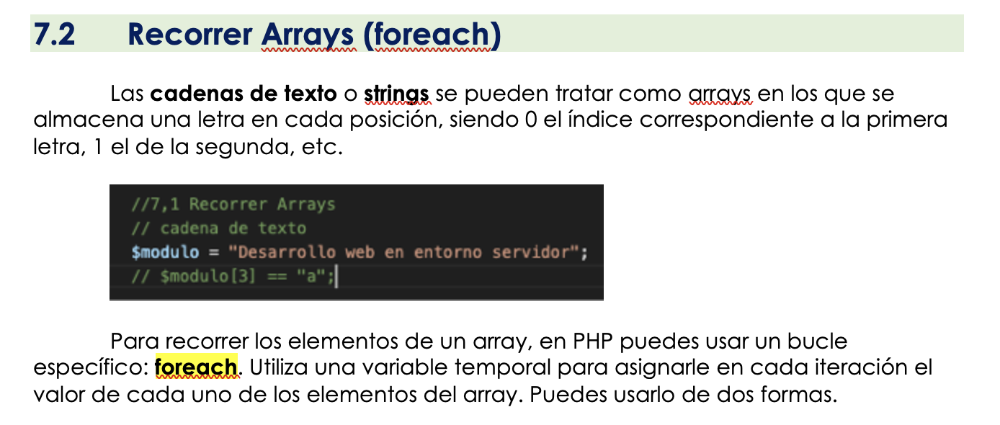 7.2 Recorrer Arrays (foreach)
Las cadenas de texto o strings se pueden tratar como arrays en los que se
almacena una letra en cada posición, siendo 0 el índice correspondiente a la primera
letra, 1 el de la segunda, etc.
//7,1 Recorrer Arrays
// cadena de texto
$modulo = "Desarrollo web en entorno servidor";
// $modulo[3] == "a";
Para recorrer los elementos de un array, en PHP puedes usar un bucle
específico: foreach. Utiliza una variable temporal para asignarle en cada iteración el
valor de cada uno de los elementos del array. Puedes usarlo de dos formas.